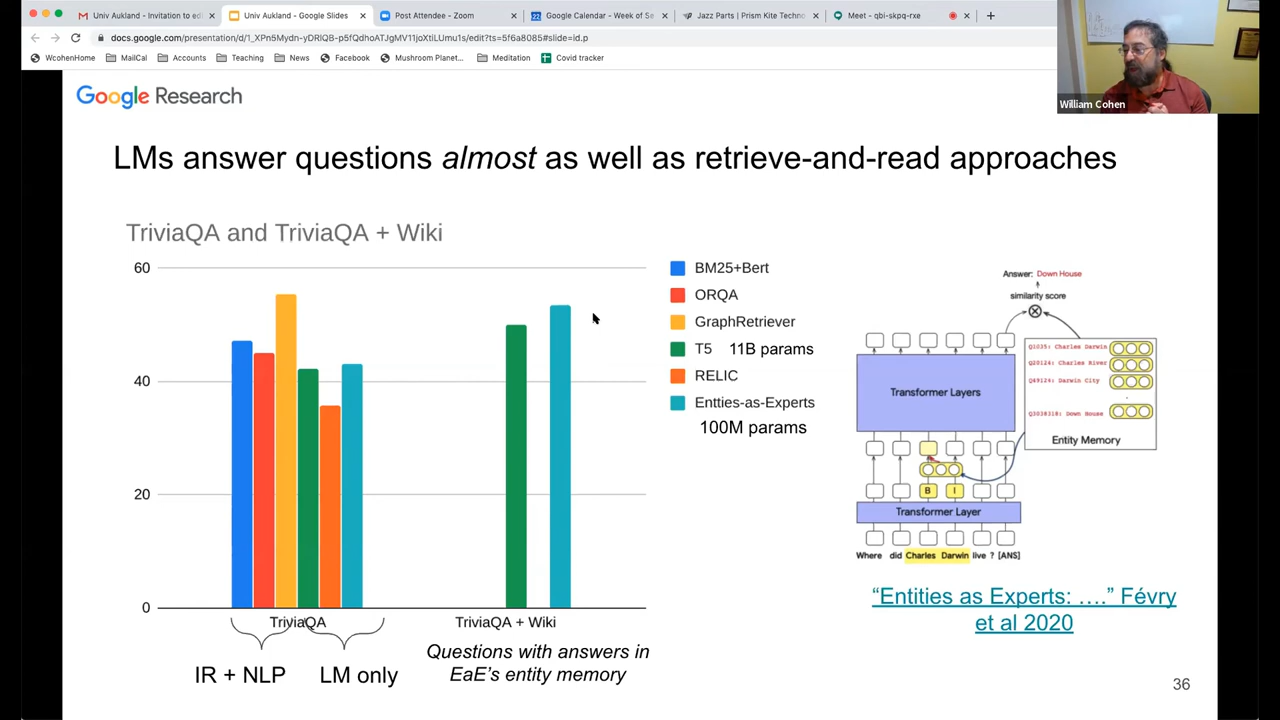 Univ Aukland - Invitation to edi
Univ Aukland - Google Slides
Post Attendee - Zoom
Google Calendar - Week of Se
Jazz Parts | Prism Kite Techno
Meet - qbi-skpq-rxe
docs.google.com/presentation/d/1_XPn5Mydn-yDRlQB-p5fQdhoATJgMV11joXtiLUmu1s/edit?ts=5f6a8085#slide=id.p
WcohenHome
MailCal
Accounts
Teaching
News
Facebook
Mushroom Planet...
Meditation
Covid tracker
William Cohen
Google Research
LMs answer questions almost as well as retrieve-and-read approaches
TriviaQA and TriviaQA + Wiki
60
40
20
0
TriviaQA
TriviaQA + Wiki
IR + NLP
LM only
Questions with answers in
EaE's entity memory
BM25+Bert
ORQA
GraphRetriever
T5 11B params
RELIC
Entties-as-Experts
100M params
Answer: Down House
similarity score
Q1035: Charles Darwin
Q20124: Charles River
Q49124: Darwin City
Q3038318: Down House
Entity Memory
Transformer Layers
B I
Transformer Layer
Where did Charles Darwin live ? [ANS]
"Entities as Experts: ...." Févry
et al 2020
36